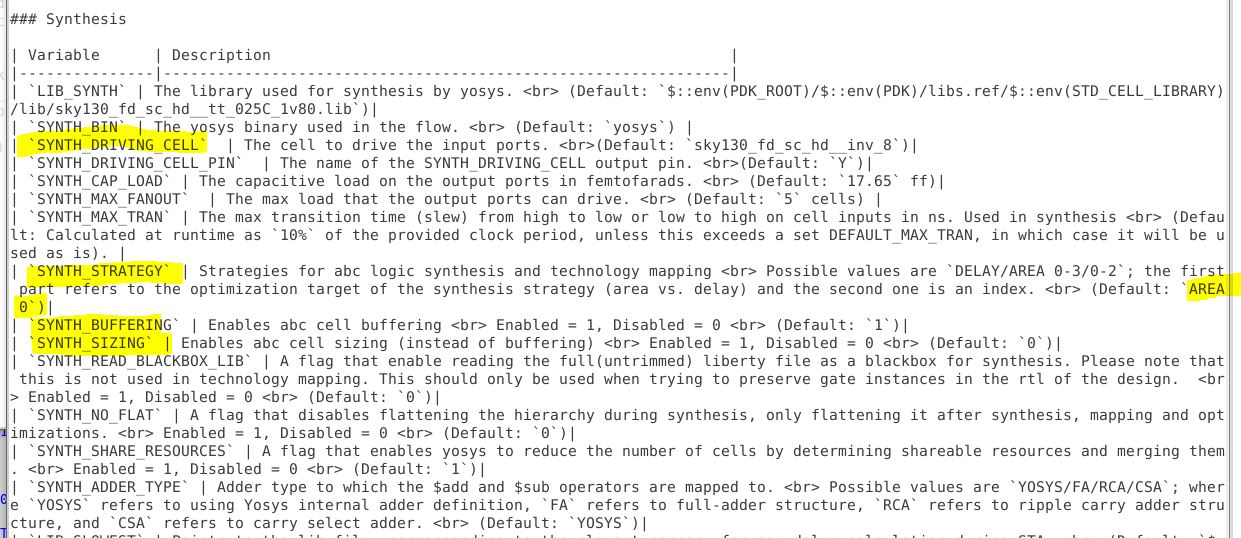 ### Synthesis
| Variable      | Description                                                         |
|---------------|---------------------------------------------------------------------|
| `LIB_SYNTH` | The library used for synthesis by yosys. <br> (Default: `$::env(PDK_ROOT)/$::env(PDK)/libs.ref/$::env(STD_CELL_LIBRARY)
/lib/sky130_fd_sc_hd__tt_025C_1v80.lib`)|
| `SYNTH_BIN` | The yosys binary used in the flow. <br> (Default: `yosys`) |
| `SYNTH_DRIVING_CELL`  | The cell to drive the input ports. <br>(Default: `sky130_fd_sc_hd__inv_8`)|
| `SYNTH_DRIVING_CELL_PIN`  | The name of the SYNTH_DRIVING_CELL output pin. <br>(Default: `Y`)|
| `SYNTH_CAP_LOAD` | The capacitive load on the output ports in femtofarads. <br> (Default: `17.65` ff)|
| `SYNTH_MAX_FANOUT`  | The max load that the output ports can drive. <br> (Default: `5` cells) |
| `SYNTH_MAX_TRAN` | The max transition time (slew) from high to low or low to high on cell inputs in ns. Used in synthesis <br> (Defau
lt: Calculated at runtime as `10%` of the provided clock period, unless this exceeds a set DEFAULT_MAX_TRAN, in which case it will be u
sed as is). |
| `SYNTH_STRATEGY` | Strategies for abc logic synthesis and technology mapping <br> Possible values are `DELAY/AREA 0-3/0-2`; the first
 part refers to the optimization target of the synthesis strategy (area vs. delay) and the second one is an index. <br> (Default: `AREA
 0`)|
| `SYNTH_BUFFERING` | Enables abc cell buffering <br> Enabled = 1, Disabled = 0 <br> (Default: `1`)|
| `SYNTH_SIZING` | Enables abc cell sizing (instead of buffering) <br> Enabled = 1, Disabled = 0 <br> (Default: `0`)|
| `SYNTH_READ_BLACKBOX_LIB` | A flag that enable reading the full(untrimmed) liberty file as a blackbox for synthesis. Please note that
 this is not used in technology mapping. This should only be used when trying to preserve gate instances in the rtl of the design.  <br
> Enabled = 1, Disabled = 0 <br> (Default: `0`)|
| `SYNTH_NO_FLAT` | A flag that disables flattening the hierarchy during synthesis, only flattening it after synthesis, mapping and opt
imizations. <br> Enabled = 1, Disabled = 0 <br> (Default: `0`)|
| `SYNTH_SHARE_RESOURCES` | A flag that enables yosys to reduce the number of cells by determining shareable resources and merging them
. <br> Enabled = 1, Disabled = 0 <br> (Default: `1`)|
| `SYNTH_ADDER_TYPE` | Adder type to which the $add and $sub operators are mapped to. <br> Possible values are `YOSYS/FA/RCA/CSA`; wher
e `YOSYS` refers to using Yosys internal adder definition, `FA` refers to full-adder structure, `RCA` refers to ripple carry adder stru
cture, and `CSA` refers to carry select adder. <br> (Default: `YOSYS`)|